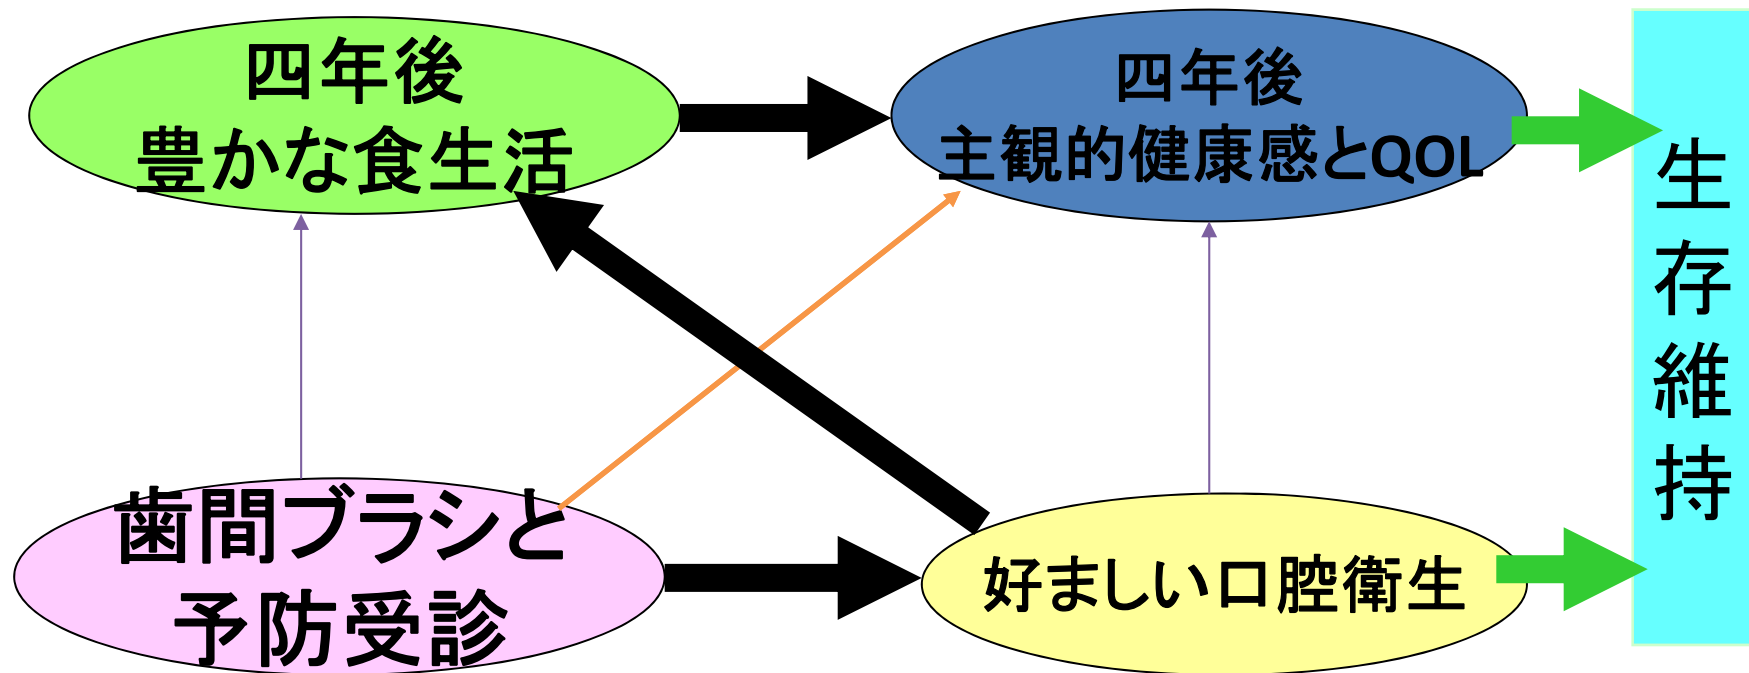 四年後
豊かな食生活
四年後
主観的健康感とQOL
歯間ブラシと
予防受診
好ましい口腔衛生
生存維持